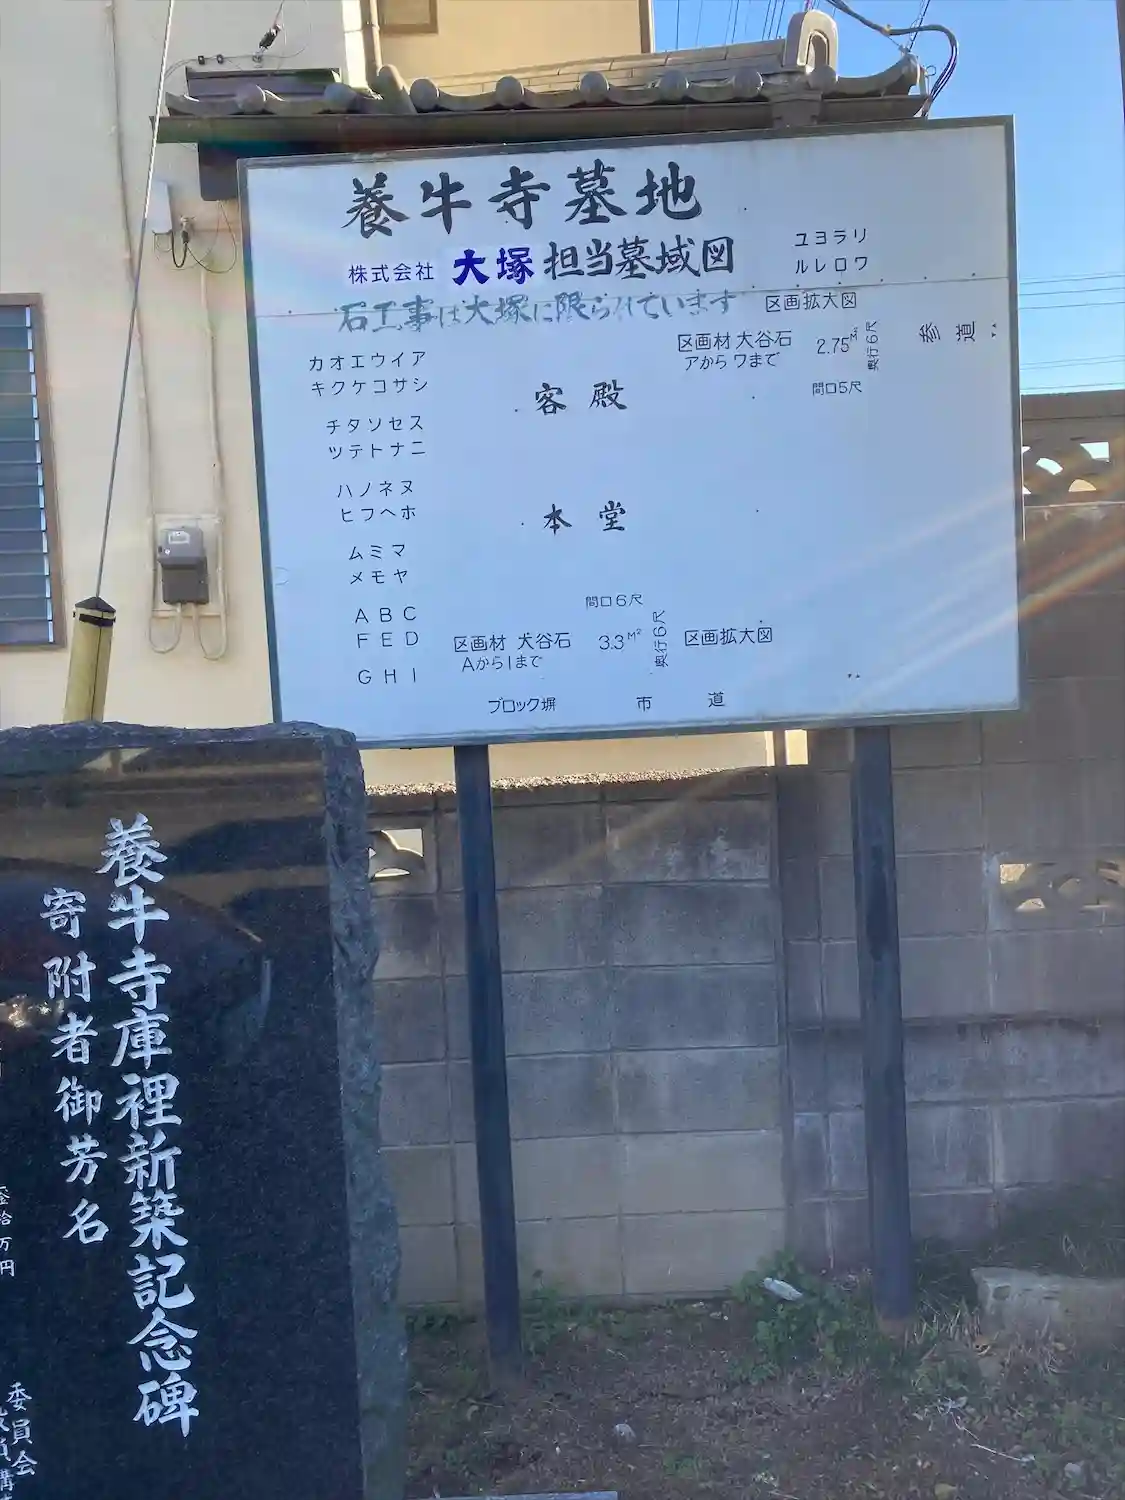 養牛寺墓地
株式会社 大塚 担当墓域図
石工事は大塚に限られています
ユヨラリ
ルレロワ
区画拡大図
区画材 大谷石 2.75㎡ 奥行6尺
アからワまで
間口5尺
参道
カオエウイア
キクケコサシ
客殿
チタソセス
ツテトナニ
ハノネヌ
ヒフヘホ
本堂
ムミマ
メモヤ
ABC
FED
GHI
間口6尺
区画材 大谷石 3.3M² 奥行6尺 区画拡大図
AからIまで
ブロック塀 市道
養牛寺庫裡新築記念碑
寄附者御芳名
金拾万円
委員会